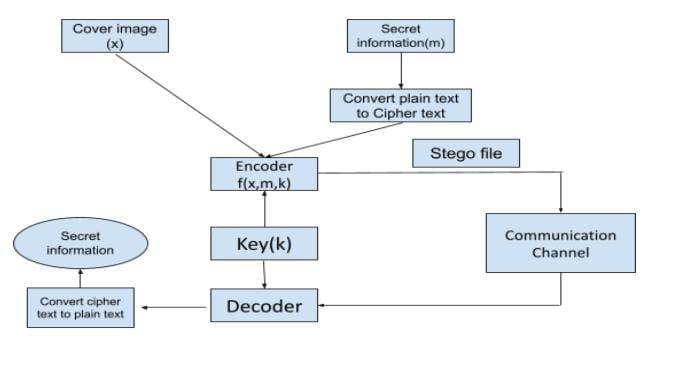 Cover image
(x)
Secret
information(m)
Convert plain text
to Cipher text
Stego file
Encoder
f(x,m,k)
Secret
information
Key(k)
Communication
Channel
Convert cipher
text to plain text
Decoder